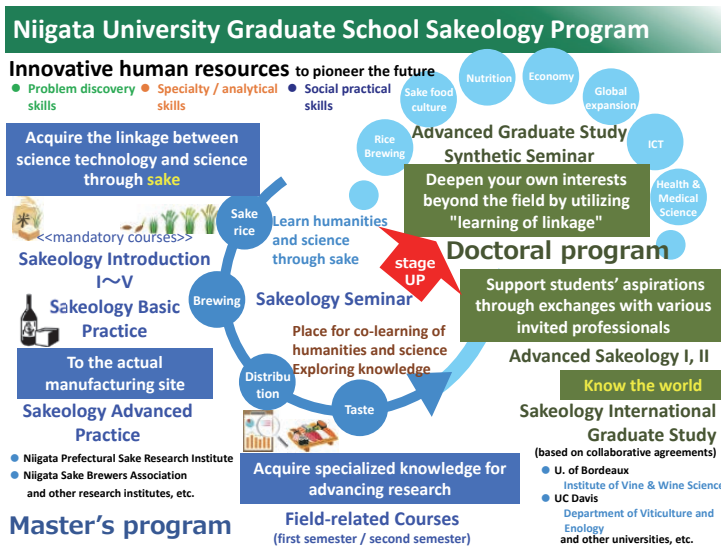 Niigata University Graduate School Sakeology Program
Innovative human resources to pioneer the future
● Problem discovery skills
● Specialty / analytical skills
● Social practical skills
Acquire the linkage between
science technology and science
through sake
米
<<mandatory courses>>
Sakeology Introduction
I～V
Sakeology Basic
Practice
To the actual
manufacturing site
Sakeology Advanced
Practice
● Niigata Prefectural Sake Research Institute
● Niigata Sake Brewers Association
and other research institutes, etc.
Master's program
Sake
rice
Brewing
Distribu
tion
Taste
Learn humanities
and science
through sake
Sakeology Seminar
Place for co-learning of
humanities and science
Exploring knowledge
Acquire specialized knowledge for
advancing research
Field-related Courses
(first semester / second semester)
stage
UP
Rice
Brewing
Sake food
culture
Nutrition
Economy
Global
expansion
ICT
Health &
Medical
Science
Advanced Graduate Study
Synthetic Seminar
Deepen your own interests
beyond the field by utilizing
"learning of linkage"
Doctoral program
Support students' aspirations
through exchanges with various
invited professionals
Advanced Sakeology I, II
Know the world
Sakeology International
Graduate Study
(based on collaborative agreements)
● U. of Bordeaux
Institute of Vine & Wine Science
● UC Davis
Department of Viticulture and
Enology
and other universities, etc.